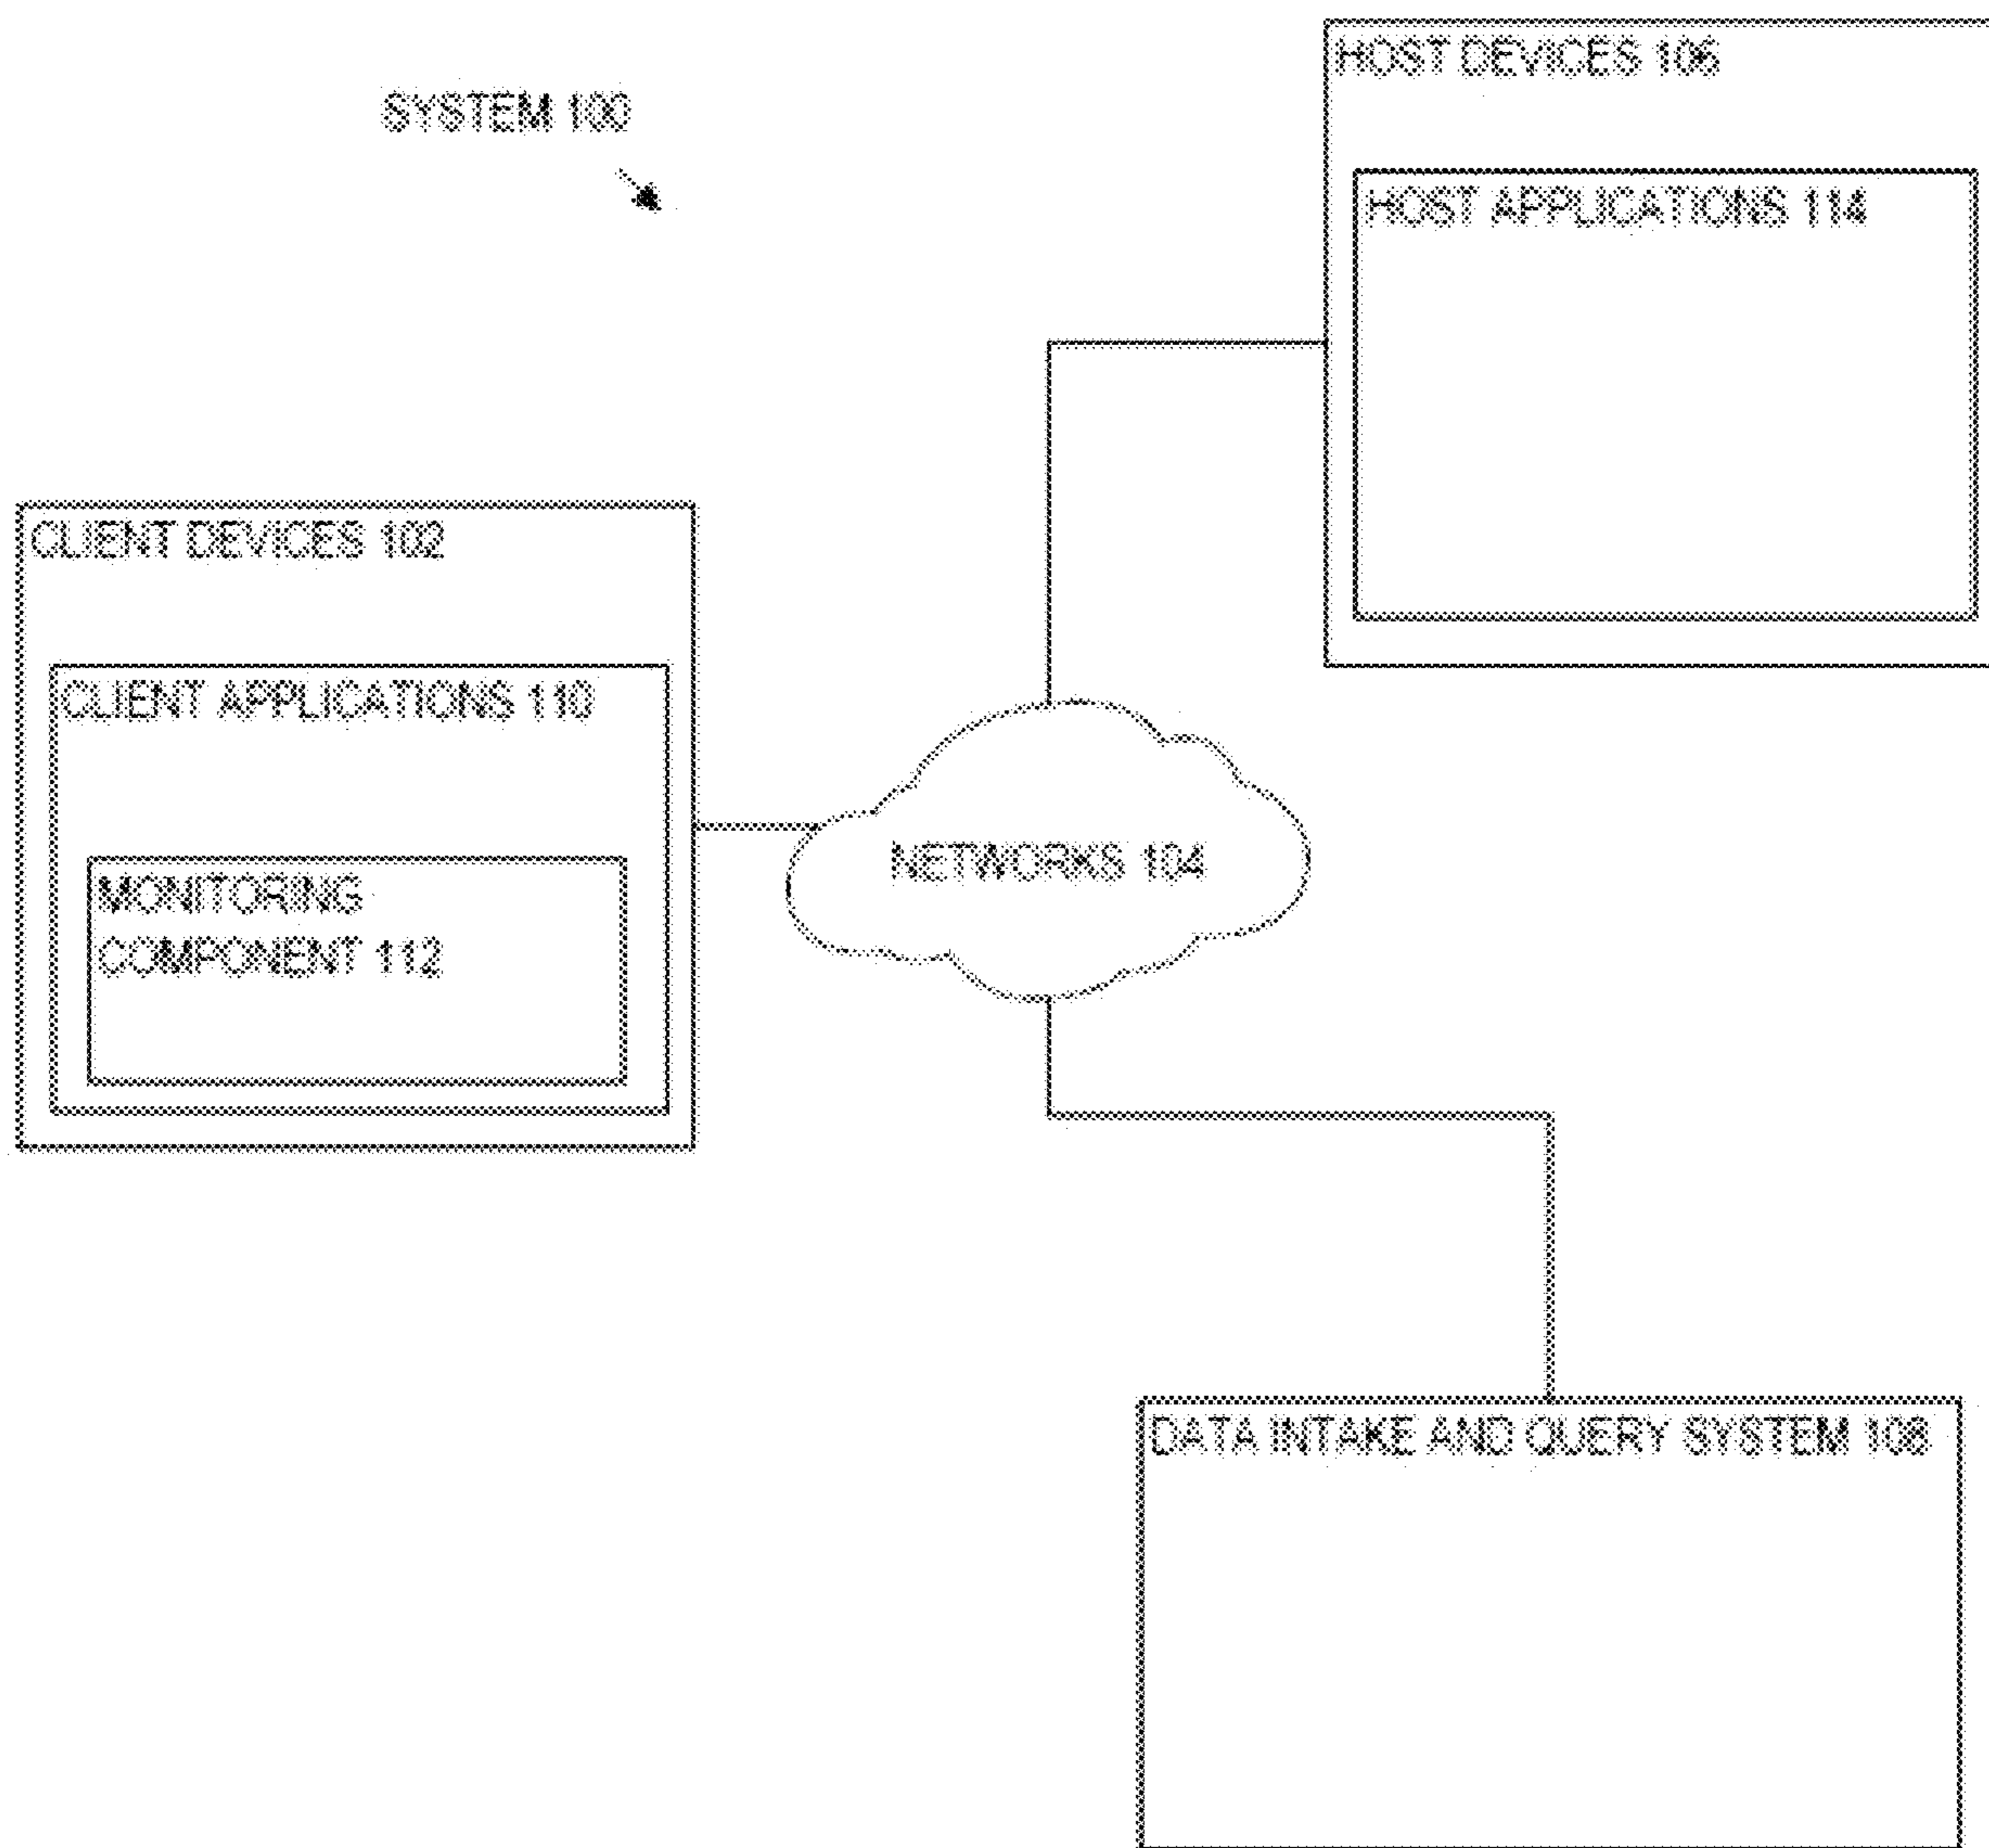 SYSTEM 100
HOST DEVICES 106
HOST APPLICATIONS 114
CLIENT DEVICES 102
CLIENT APPLICATIONS 110
MONITORING
COMPONENT 112
NETWORKS 104
DATA INTAKE AND QUERY SYSTEM 108